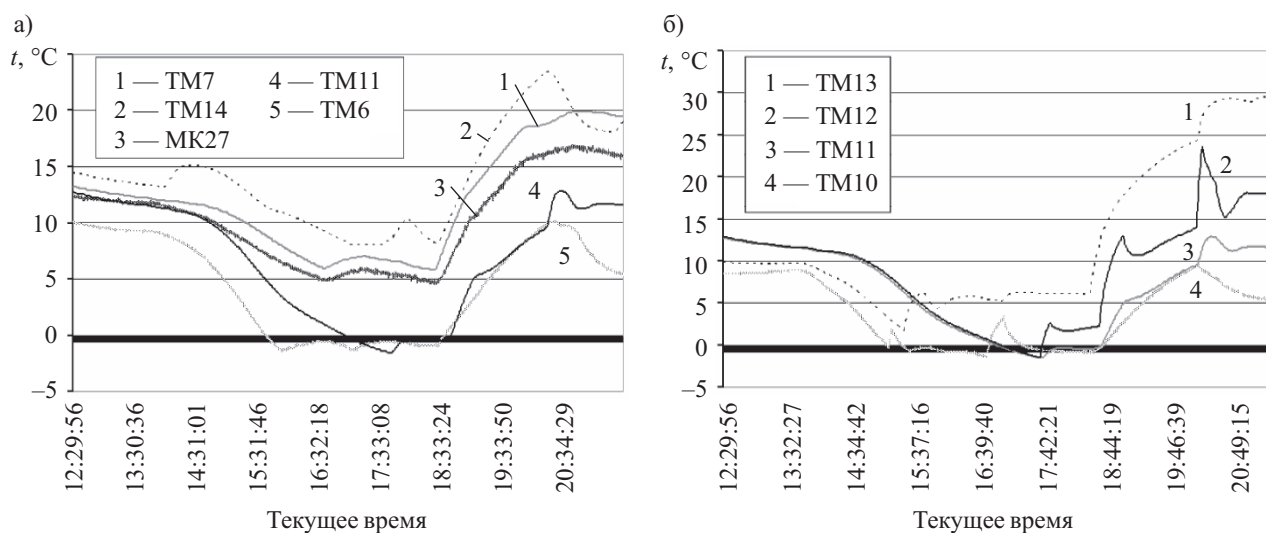 а)
t, °C
1 — ТМ7
4 — ТМ11
2 — ТМ14
5 — ТМ6
3 — МК27
20
15
10
5
0
–5
1
2
3
4
5
12:29:56
13:30:36
14:31:01
15:31:46
16:32:18
17:33:08
18:33:24
19:33:50
20:34:29
Текущее время
б)
t, °C
1 — ТМ13
2 — ТМ12
3 — ТМ11
4 — ТМ10
30
25
20
15
10
5
0
–5
1
2
3
4
12:29:56
13:32:27
14:34:42
15:37:16
16:39:40
17:42:21
18:44:19
19:46:39
20:49:15
Текущее время